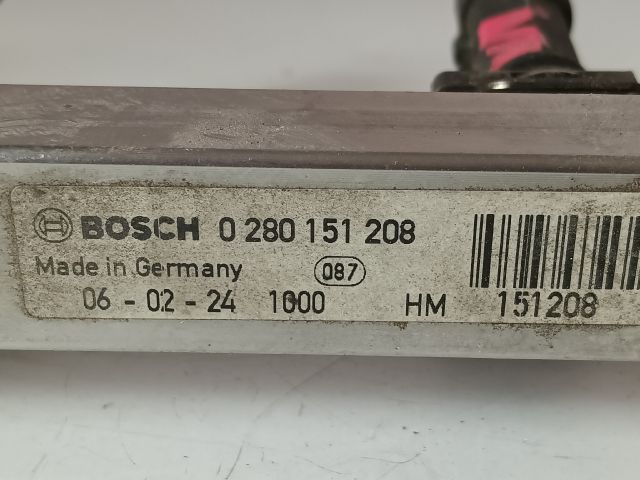 BOSCH 0 280 151 208
Made in Germany 087
06 - 02 - 24 1000 HM 151208